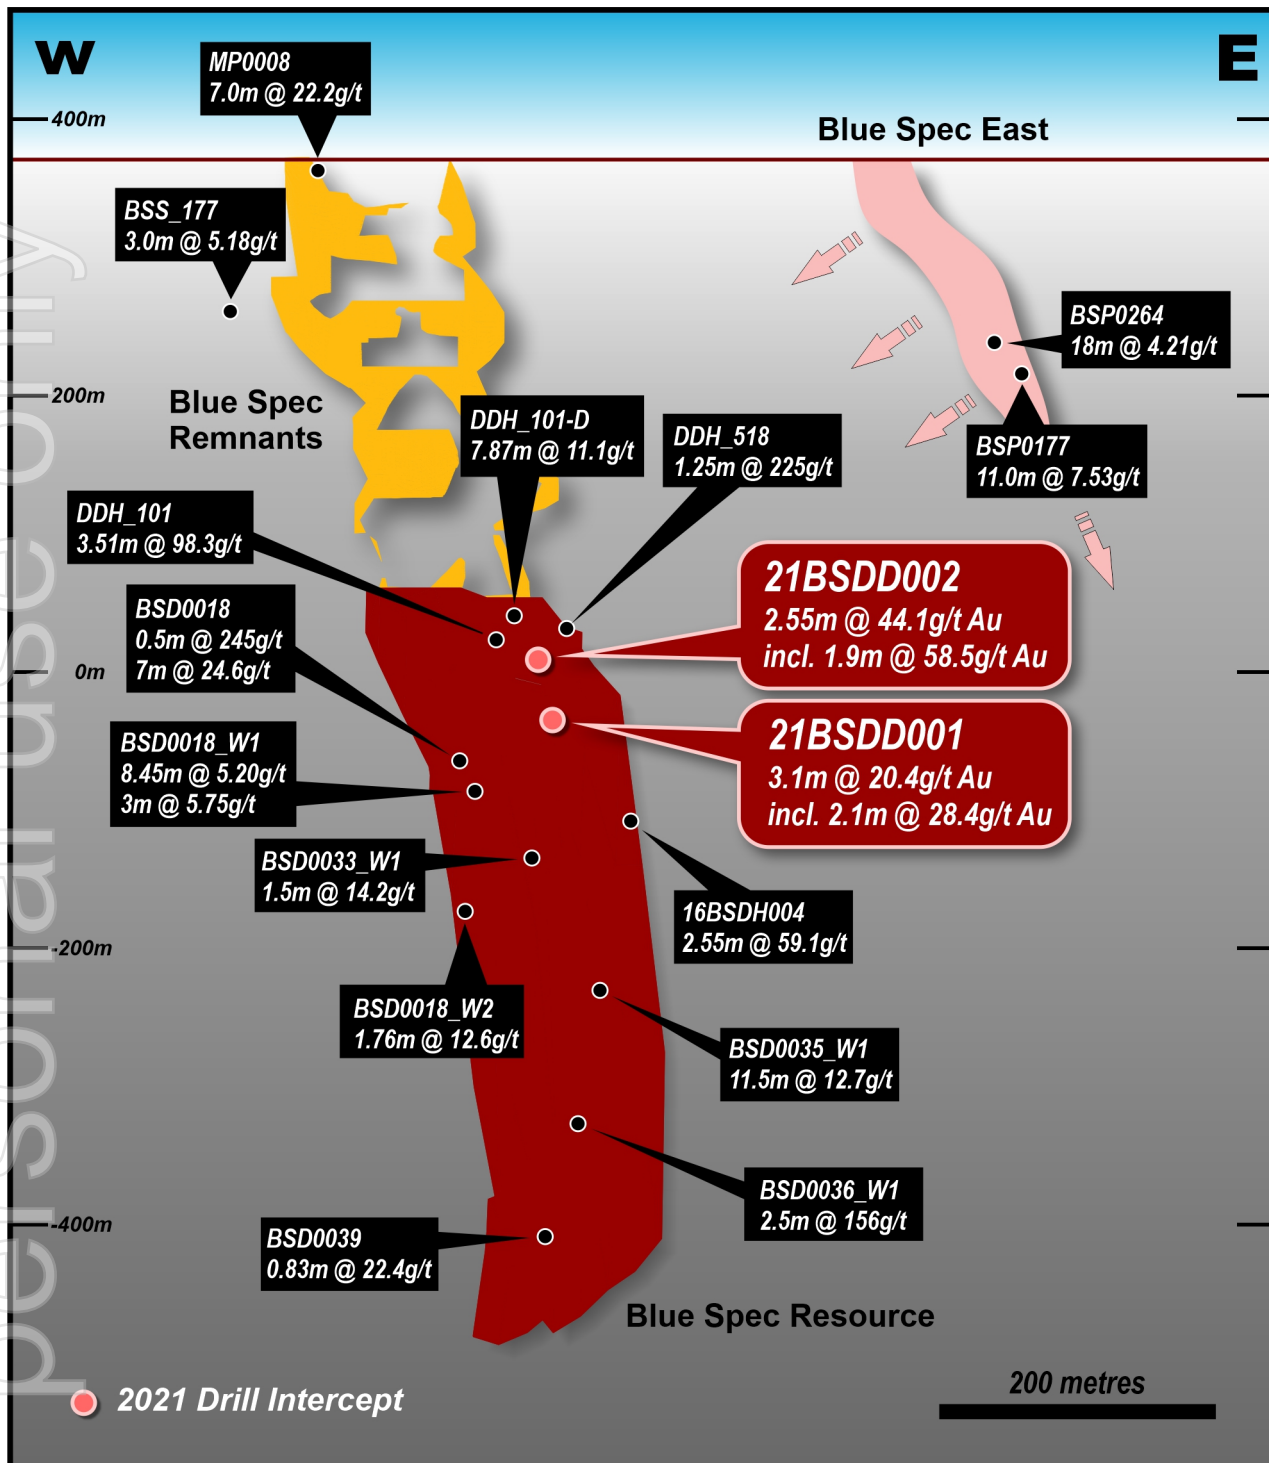 W
E
MP0008
7.0m @ 22.2g/t
400m
Blue Spec East
BSS_177
3.0m @ 5.18g/t
BSP0264
18m @ 4.21g/t
200m
Blue Spec
Remnants
DDH_101-D
7.87m @ 11.1g/t
DDH_518
1.25m @ 225g/t
BSP0177
11.0m @ 7.53g/t
DDH_101
3.51m @ 98.3g/t
21BSDD002
2.55m @ 44.1g/t Au
incl. 1.9m @ 58.5g/t Au
BSD0018
0.5m @ 245g/t
7m @ 24.6g/t
0m
21BSDD001
3.1m @ 20.4g/t Au
incl. 2.1m @ 28.4g/t Au
BSD0018_W1
8.45m @ 5.20g/t
3m @ 5.75g/t
BSD0033_W1
1.5m @ 14.2g/t
16BSDH004
2.55m @ 59.1g/t
-200m
BSD0018_W2
1.76m @ 12.6g/t
BSD0035_W1
11.5m @ 12.7g/t
BSD0036_W1
2.5m @ 156g/t
-400m
BSD0039
0.83m @ 22.4g/t
Blue Spec Resource
2021 Drill Intercept
200 metres
personal use only